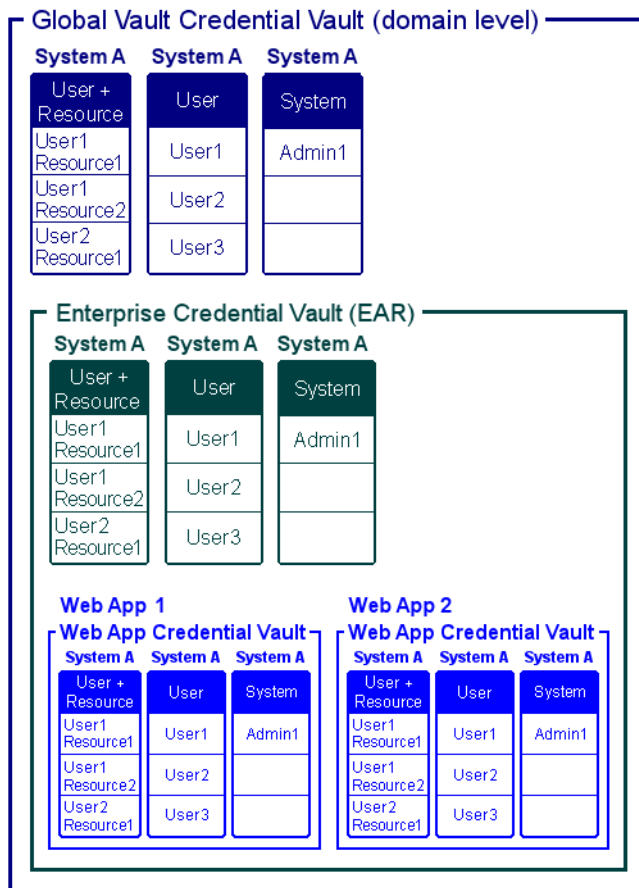 Global Vault Credential Vault (domain level)
System A System A System A
User +
Resource
User
System
User1
Resource1
User1
Admin1
User1
Resource2
User2
User2
Resource1
User3
Enterprise Credential Vault (EAR)
System A System A System A
User +
Resource
User
System
User1
Resource1
User1
Admin1
User1
Resource2
User2
User2
Resource1
User3
Web App 1
Web App Credential Vault
System A System A System A
User +
Resource
User
System
User1
Resource1
User1
Admin1
User1
Resource2
User2
User2
Resource1
User3
Web App 2
Web App Credential Vault
System A System A System A
User +
Resource
User
System
User1
Resource1
User1
Admin1
User1
Resource2
User2
User2
Resource1
User3